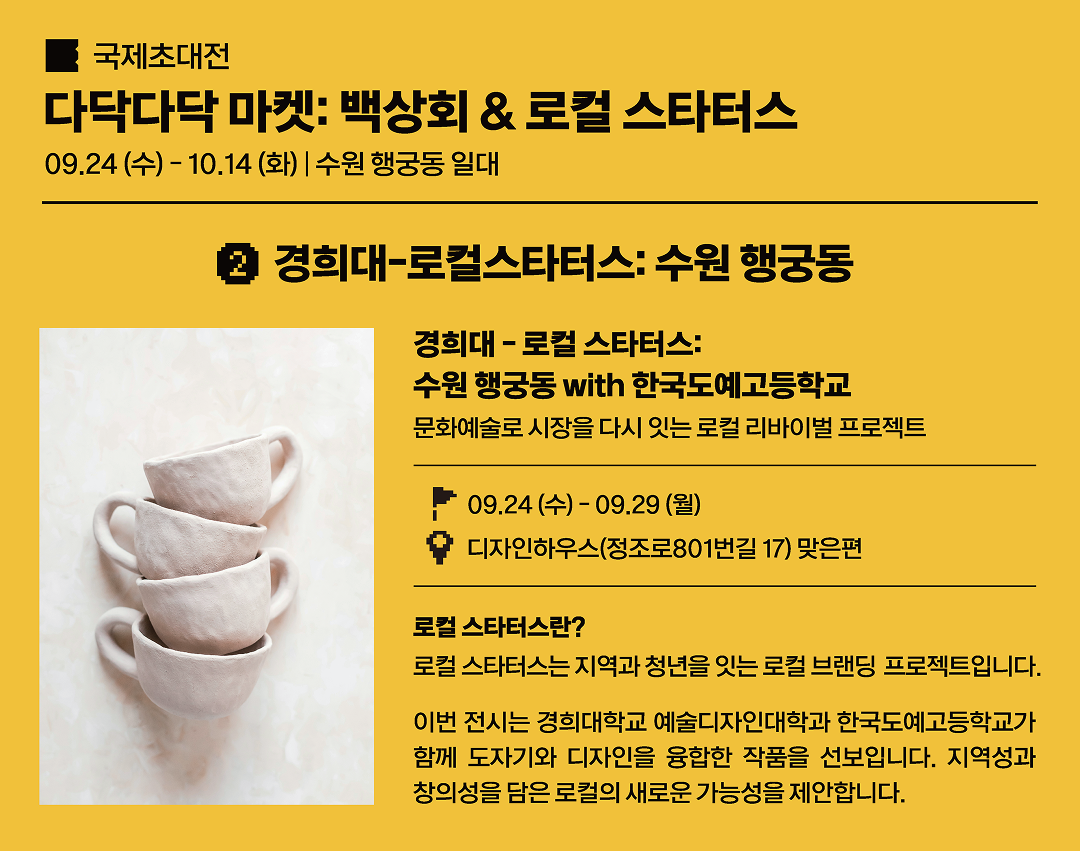 국제초대전
다닥다닥 마켓: 백상회 & 로컬 스타터스
09.24 (수) - 10.14 (화) | 수원 행궁동 일대
2 경희대-로컬스타터스: 수원 행궁동
경희대 - 로컬 스타터스:
수원 행궁동 with 한국도예고등학교
문화예술로 시장을 다시 잇는 로컬 리바이벌 프로젝트
09.24 (수) - 09.29 (월)
디자인하우스(정조로801번길 17) 맞은편
로컬 스타터스란?
로컬 스타터스는 지역과 청년을 잇는 로컬 브랜딩 프로젝트입니다.
이번 전시는 경희대학교 예술디자인대학과 한국도예고등학교가
함께 도자기와 디자인을 융합한 작품을 선보입니다. 지역성과
창의성을 담은 로컬의 새로운 가능성을 제안합니다.